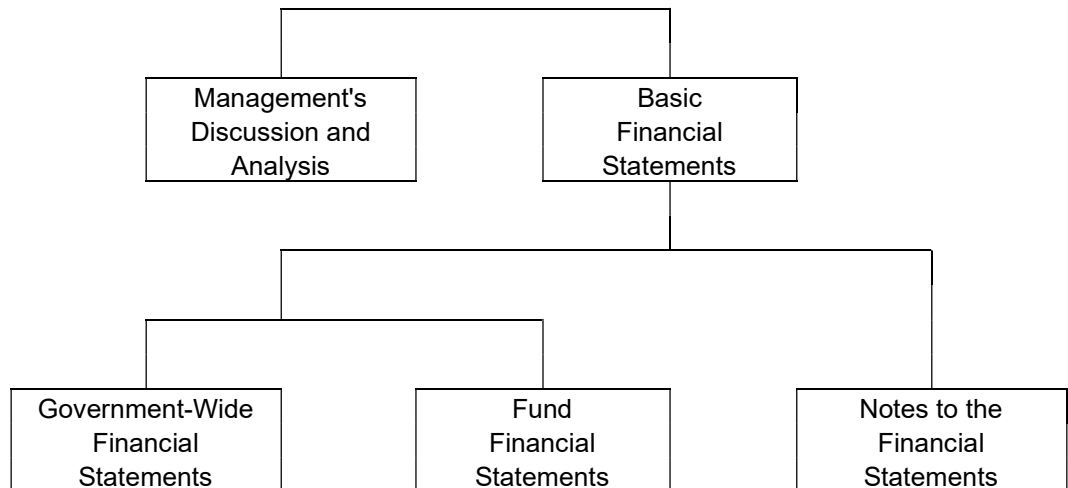 Management's
Discussion and
Analysis
Basic
Financial
Statements
Government-Wide
Financial
Statements
Fund
Financial
Statements
Notes to the
Financial
Statements